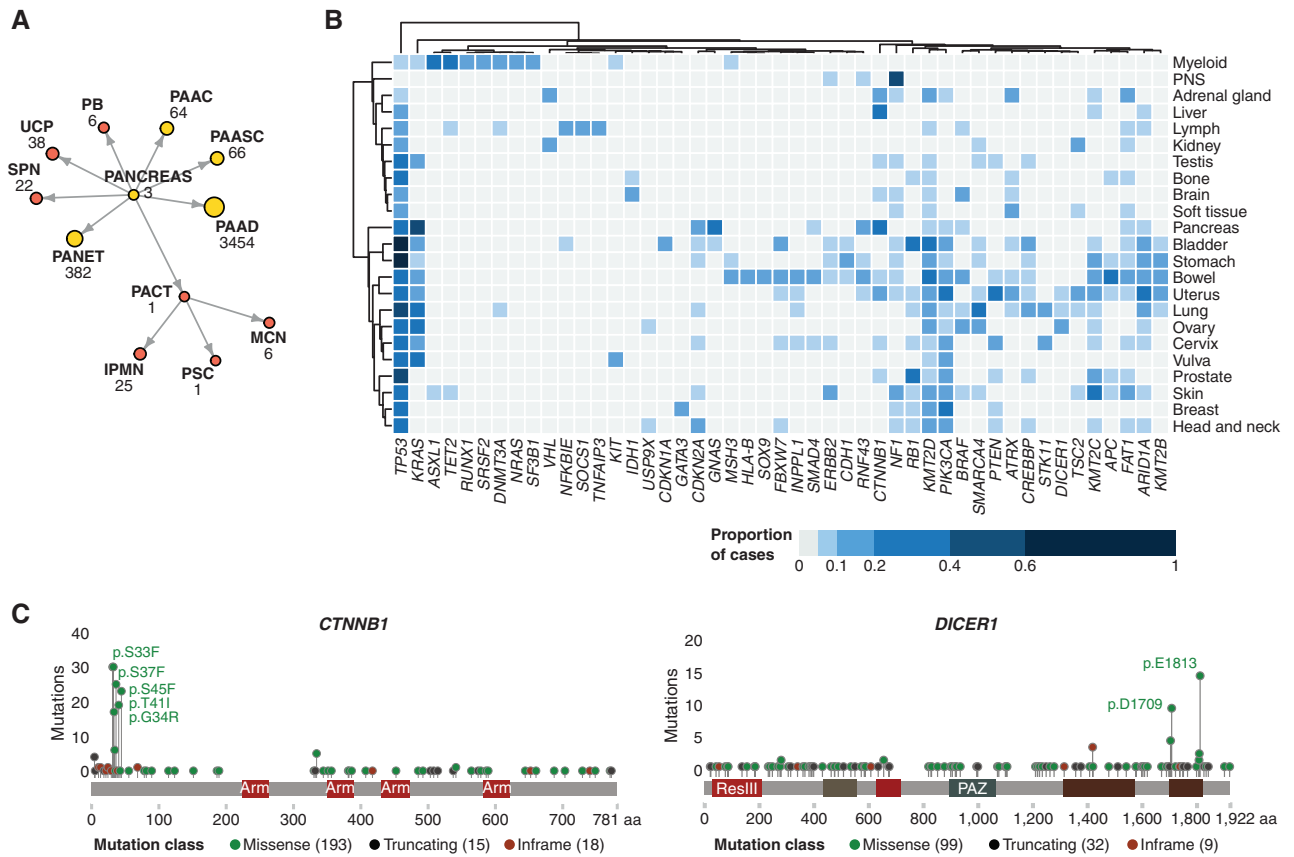 A
PB
6
PAAC
64
UCP
38
PAASC
66
SPN
22
PANCREAS
3
PAAD
3454
PANET
382
PACT
1
MCN
6
IPMN
25
PSC
1
B
Myeloid
PNS
Adrenal gland
Liver
Lymph
Kidney
Testis
Bone
Brain
Soft tissue
Pancreas
Bladder
Stomach
Bowel
Uterus
Lung
Ovary
Cervix
Vulva
Prostate
Skin
Breast
Head and neck
TP53
KRAS
ASXL1
TET2
RUNX1
SRSF2
DNMT3A
NRAS
SF3B1
VHL
NFKBIE
SOCS1
TNFAIP3
KIT
IDH1
USP9X
CDKN1A
GATA3
CDKN2A
GNAS
MSH3
HLA-B
SOX9
FBXW7
INPPL1
SMAD4
ERBB2
CDH1
RNF43
CTNNB1
NF1
RB1
KMT2D
PIK3CA
BRAF
SMARCA4
PTEN
ATRX
CREBBP
STK11
DICER1
TSC2
KMT2C
APC
FAT1
ARID1A
KMT2B
Proportion
of cases
0 0.1 0.2 0.4 0.6 1
C
CTNNB1
Mutations
40
30
20
10
0
p.S33F
p.S37F
p.S45F
p.T41I
p.G34R
Arm Arm Arm Arm
0 100 200 300 400 500 600 700 781 aa
Mutation class Missense (193) Truncating (15) Inframe (18)
DICER1
Mutations
20
15
10
5
0
p.E1813
p.D1709
ResIII PAZ
0 200 400 600 800 1,000 1,200 1,400 1,600 1,800 1,922 aa
Mutation class Missense (99) Truncating (32) Inframe (9)